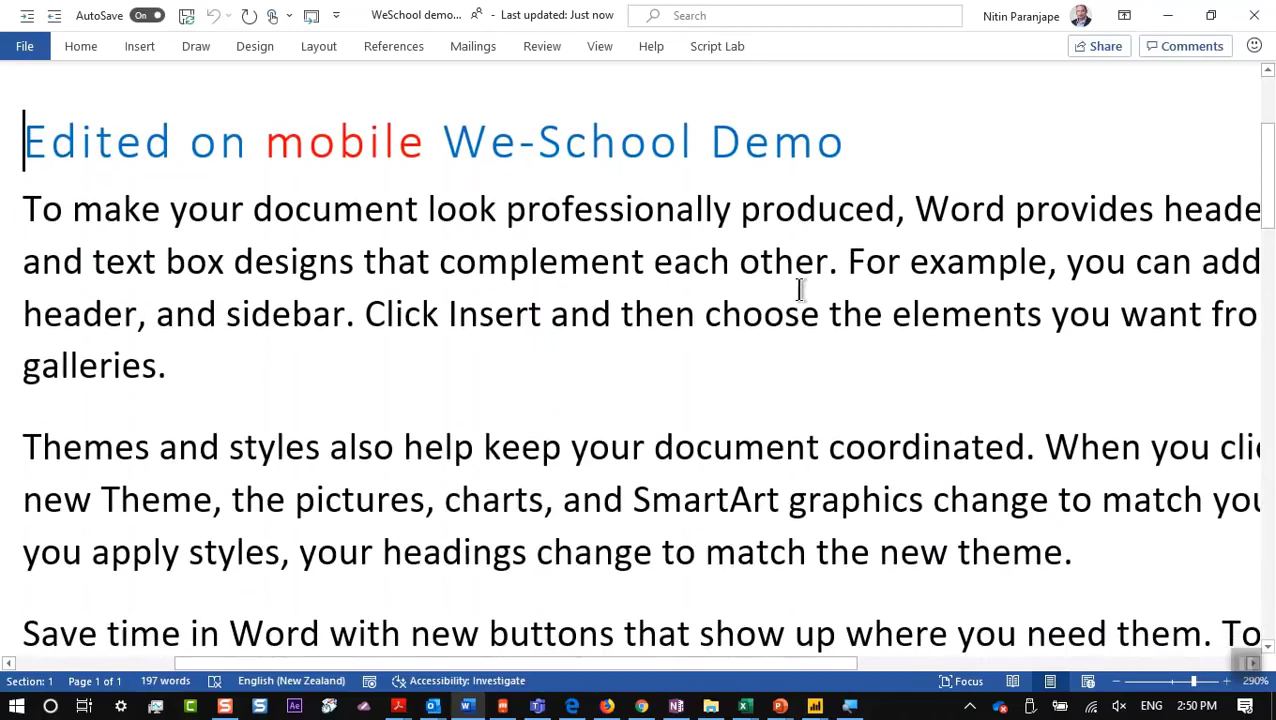 AutoSave On WeSchool demo... - Last updated: Just now Search Nitin Paranjape
File Home Insert Draw Design Layout References Mailings Review View Help Script Lab Share Comments
Edited on mobile We-School Demo
To make your document look professionally produced, Word provides heade
and text box designs that complement each other. For example, you can add
header, and sidebar. Click Insert and then choose the elements you want fro
galleries.
Themes and styles also help keep your document coordinated. When you clic
new Theme, the pictures, charts, and SmartArt graphics change to match you
you apply styles, your headings change to match the new theme.
Save time in Word with new buttons that show up where you need them. To
Section: 1 Page 1 of 1 197 words English (New Zealand) Accessibility: Investigate Focus 290%
ENG 2:50 PM